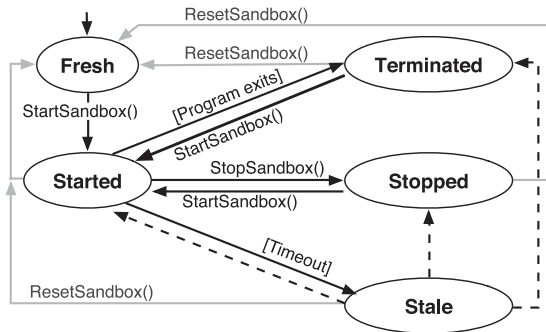 ResetSandbox()
ResetSandbox()
Fresh
Terminated
[Program exits]
StartSandbox()
StartSandbox()
StopSandbox()
Started
Stopped
StartSandbox()
[Timeout]
ResetSandbox()
Stale